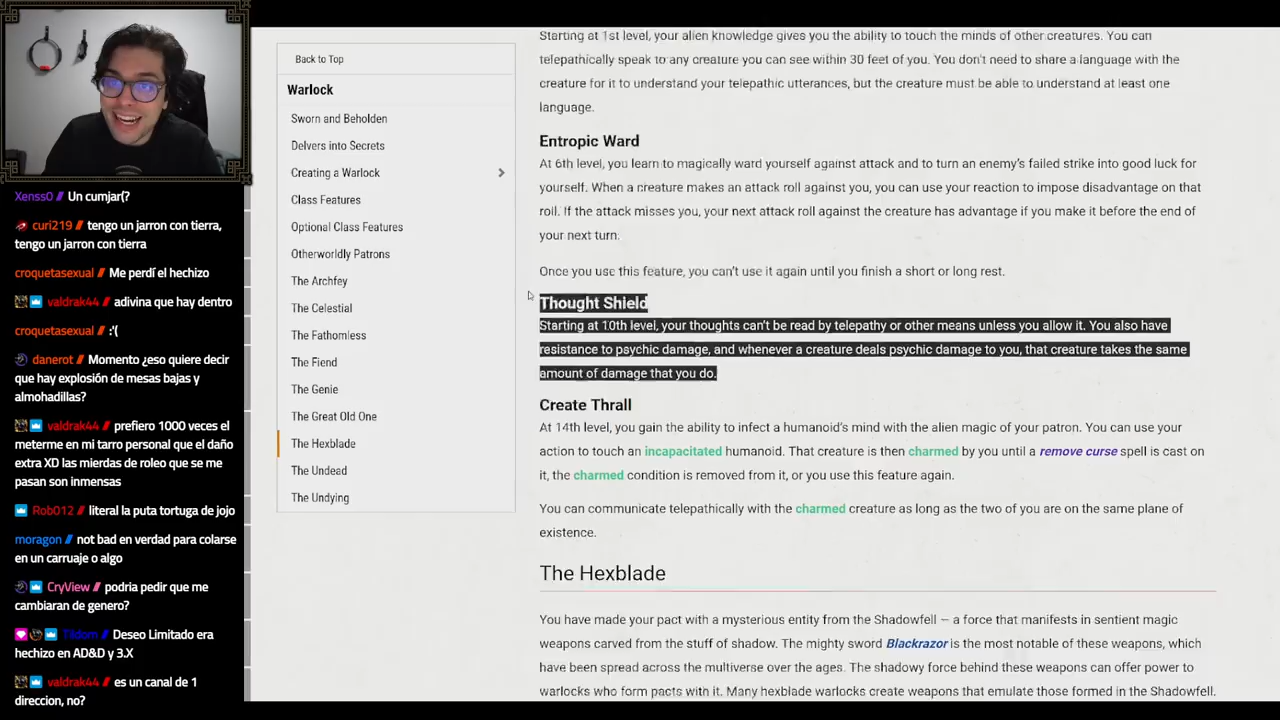 Xenss0 // Un cumjar(?
curi219 // tengo un jarron con tierra,
tengo un jarron con tierra
croquetasexual // Me perdí el hechizo
valdrak44 // adivina que hay dentro
croquetasexual // :'(
danerot // Momento ¿eso quiere decir
que hay explosión de mesas bajas y
almohadillas?
valdrak44 // prefiero 1000 veces el
meterme en mi tarro personal que el daño
extra XD las mierdas de roleo que se me
pasan son inmensas
Rob012 // literal la puta tortuga de jojo
moragon // not bad en verdad para colarse
en un carruaje o algo
CryView // podria pedir que me
cambiaran de genero?
Tildom // Deseo Limitado era
hechizo en AD&D y 3.X
valdrak44 // es un canal de 1
direccion, no?
Back to Top
Warlock
Sworn and Beholden
Delvers into Secrets
Creating a Warlock
Class Features
Optional Class Features
Otherworldly Patrons
The Archfey
The Celestial
The Fathomless
The Fiend
The Genie
The Great Old One
The Hexblade
The Undead
The Undying
Starting at 1st level, your alien knowledge gives you the ability to touch the minds of other creatures. You can
telepathically speak to any creature you can see within 30 feet of you. You don't need to share a language with the
creature for it to understand your telepathic utterances, but the creature must be able to understand at least one
language.
Entropic Ward
At 6th level, you learn to magically ward yourself against attack and to turn an enemy's failed strike into good luck for
yourself. When a creature makes an attack roll against you, you can use your reaction to impose disadvantage on that
roll. If the attack misses you, your next attack roll against the creature has advantage if you make it before the end of
your next turn.
Once you use this feature, you can't use it again until you finish a short or long rest.
Thought Shield
Starting at 10th level, your thoughts can't be read by telepathy or other means unless you allow it. You also have
resistance to psychic damage, and whenever a creature deals psychic damage to you, that creature takes the same
amount of damage that you do.
Create Thrall
At 14th level, you gain the ability to infect a humanoid's mind with the alien magic of your patron. You can use your
action to touch an incapacitated humanoid. That creature is then charmed by you until a remove curse spell is cast on
it, the charmed condition is removed from it, or you use this feature again.
You can communicate telepathically with the charmed creature as long as the two of you are on the same plane of
existence.
The Hexblade
You have made your pact with a mysterious entity from the Shadowfell — a force that manifests in sentient magic
weapons carved from the stuff of shadow. The mighty sword Blackrazor is the most notable of these weapons, which
have been spread across the multiverse over the ages. The shadowy force behind these weapons can offer power to
warlocks who form pacts with it. Many hexblade warlocks create weapons that emulate those formed in the Shadowfell.